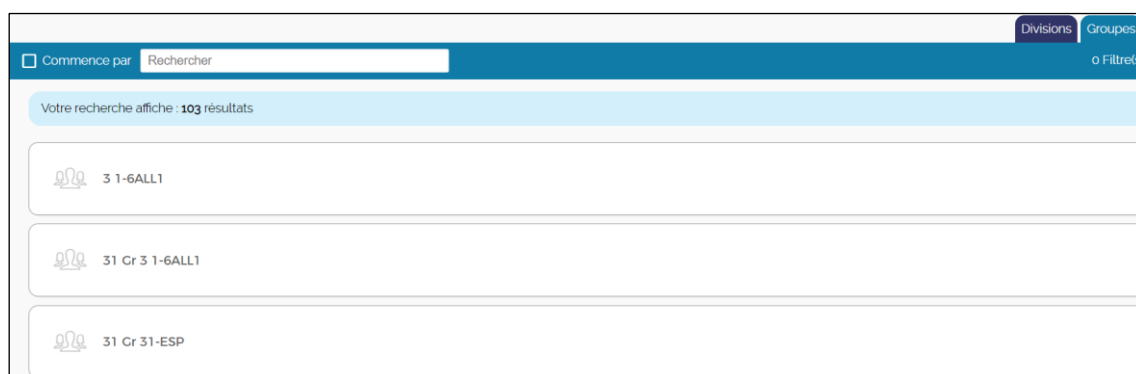 Divisions Groupes
Commence par Rechercher 0 Filtre(s
Votre recherche affiche : 103 résultats
3 1-6ALL1
31 Gr 3 1-6ALL1
31 Gr 31-ESP